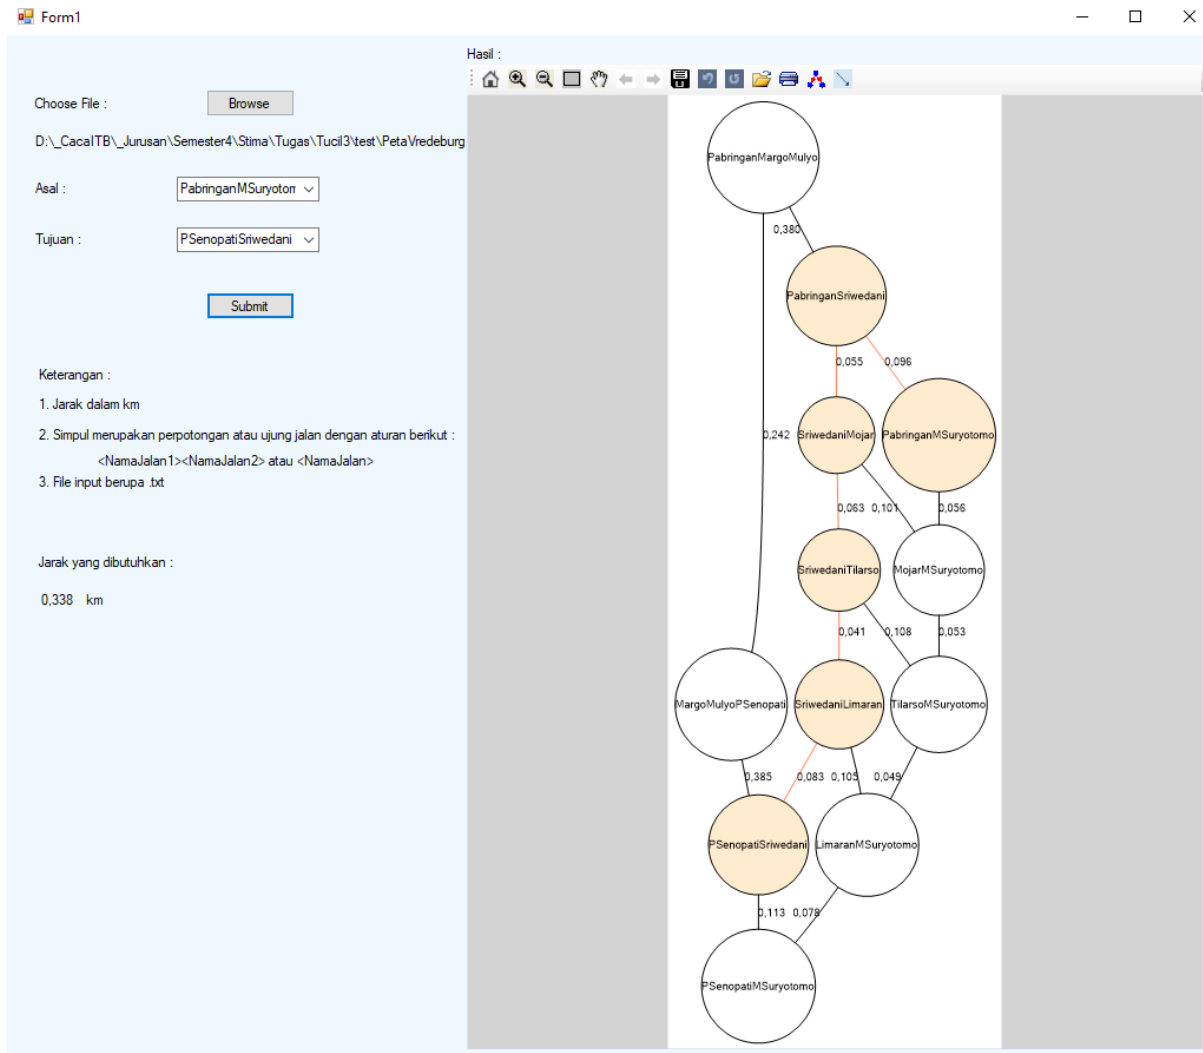 Form1
Hasil :
Choose File :
Browse
D:\_CacaITB\_Jurusan\Semester4\Stima\Tugas\Tucil3\test\PetaVredeburg
Asal :
PabringanMSuryotom
Tujuan :
PSenopatiSriwedani
Submit
Keterangan :
1. Jarak dalam km
2. Simpul merupakan perpotongan atau ujung jalan dengan aturan berikut :
<NamaJalan1><NamaJalan2> atau <NamaJalan>
3. File input berupa .txt
Jarak yang dibutuhkan :
0,338 km
PabringanMargoMulyo
0,380
PabringanSriwedani
0,055
0,096
0,242
SriwedaniMojar
PabringanMSuryotomo
0,063
0,101
0,056
SriwedaniTilarso
MojarMSuryotomo
0,041
0,108
0,053
MargoMulyoPSenopati
SriwedaniLimaran
TilarsoMSuryotomo
0,385
0,083
0,105
0,049
PSenopatiSriwedani
LimaranMSuryotomo
0,113
0,078
PSenopatiMSuryotomo